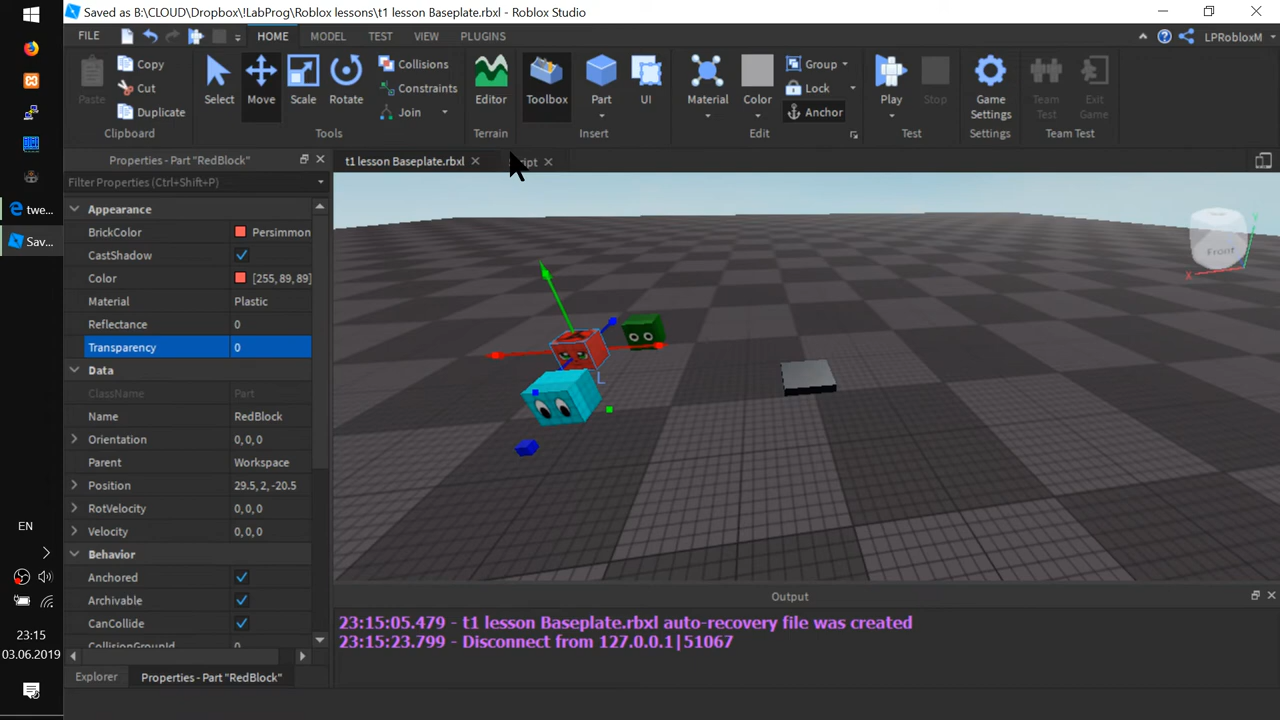 Saved as B:\CLOUD\Dropbox\!LabProg\Roblox lessons\t1 lesson Baseplate.rbxl - Roblox Studio
FILE HOME MODEL TEST VIEW PLUGINS LPRobloxM
Paste
Copy
Cut
Duplicate
Clipboard
Select Move Scale Rotate
Collisions
Constraints
Join
Tools
Editor
Terrain
Toolbox Part UI
Insert
Material Color
Group
Lock
Anchor
Edit
Play Stop
Test
Game Settings
Settings
Team Test
Exit Game
Team Test
Properties - Part "RedBlock"
t1 lesson Baseplate.rbxl
Filter Properties (Ctrl+Shift+P)
Appearance
BrickColor Persimmon
CastShadow
Color [255, 89, 89]
Material Plastic
Reflectance 0
Transparency 0
Data
ClassName Part
Name RedBlock
Orientation 0, 0, 0
Parent Workspace
Position 29.5, 2, -20.5
RotVelocity 0, 0, 0
Velocity 0, 0, 0
Behavior
Anchored
Archivable
CanCollide
CollisionGroupId 0
Explorer
Properties - Part "RedBlock"
Front
Y
X
L
Output
23:15:05.479 - t1 lesson Baseplate.rbxl auto-recovery file was created
23:15:23.799 - Disconnect from 127.0.0.1|51067
twe...
Sav...
EN
23:15
03.06.2019